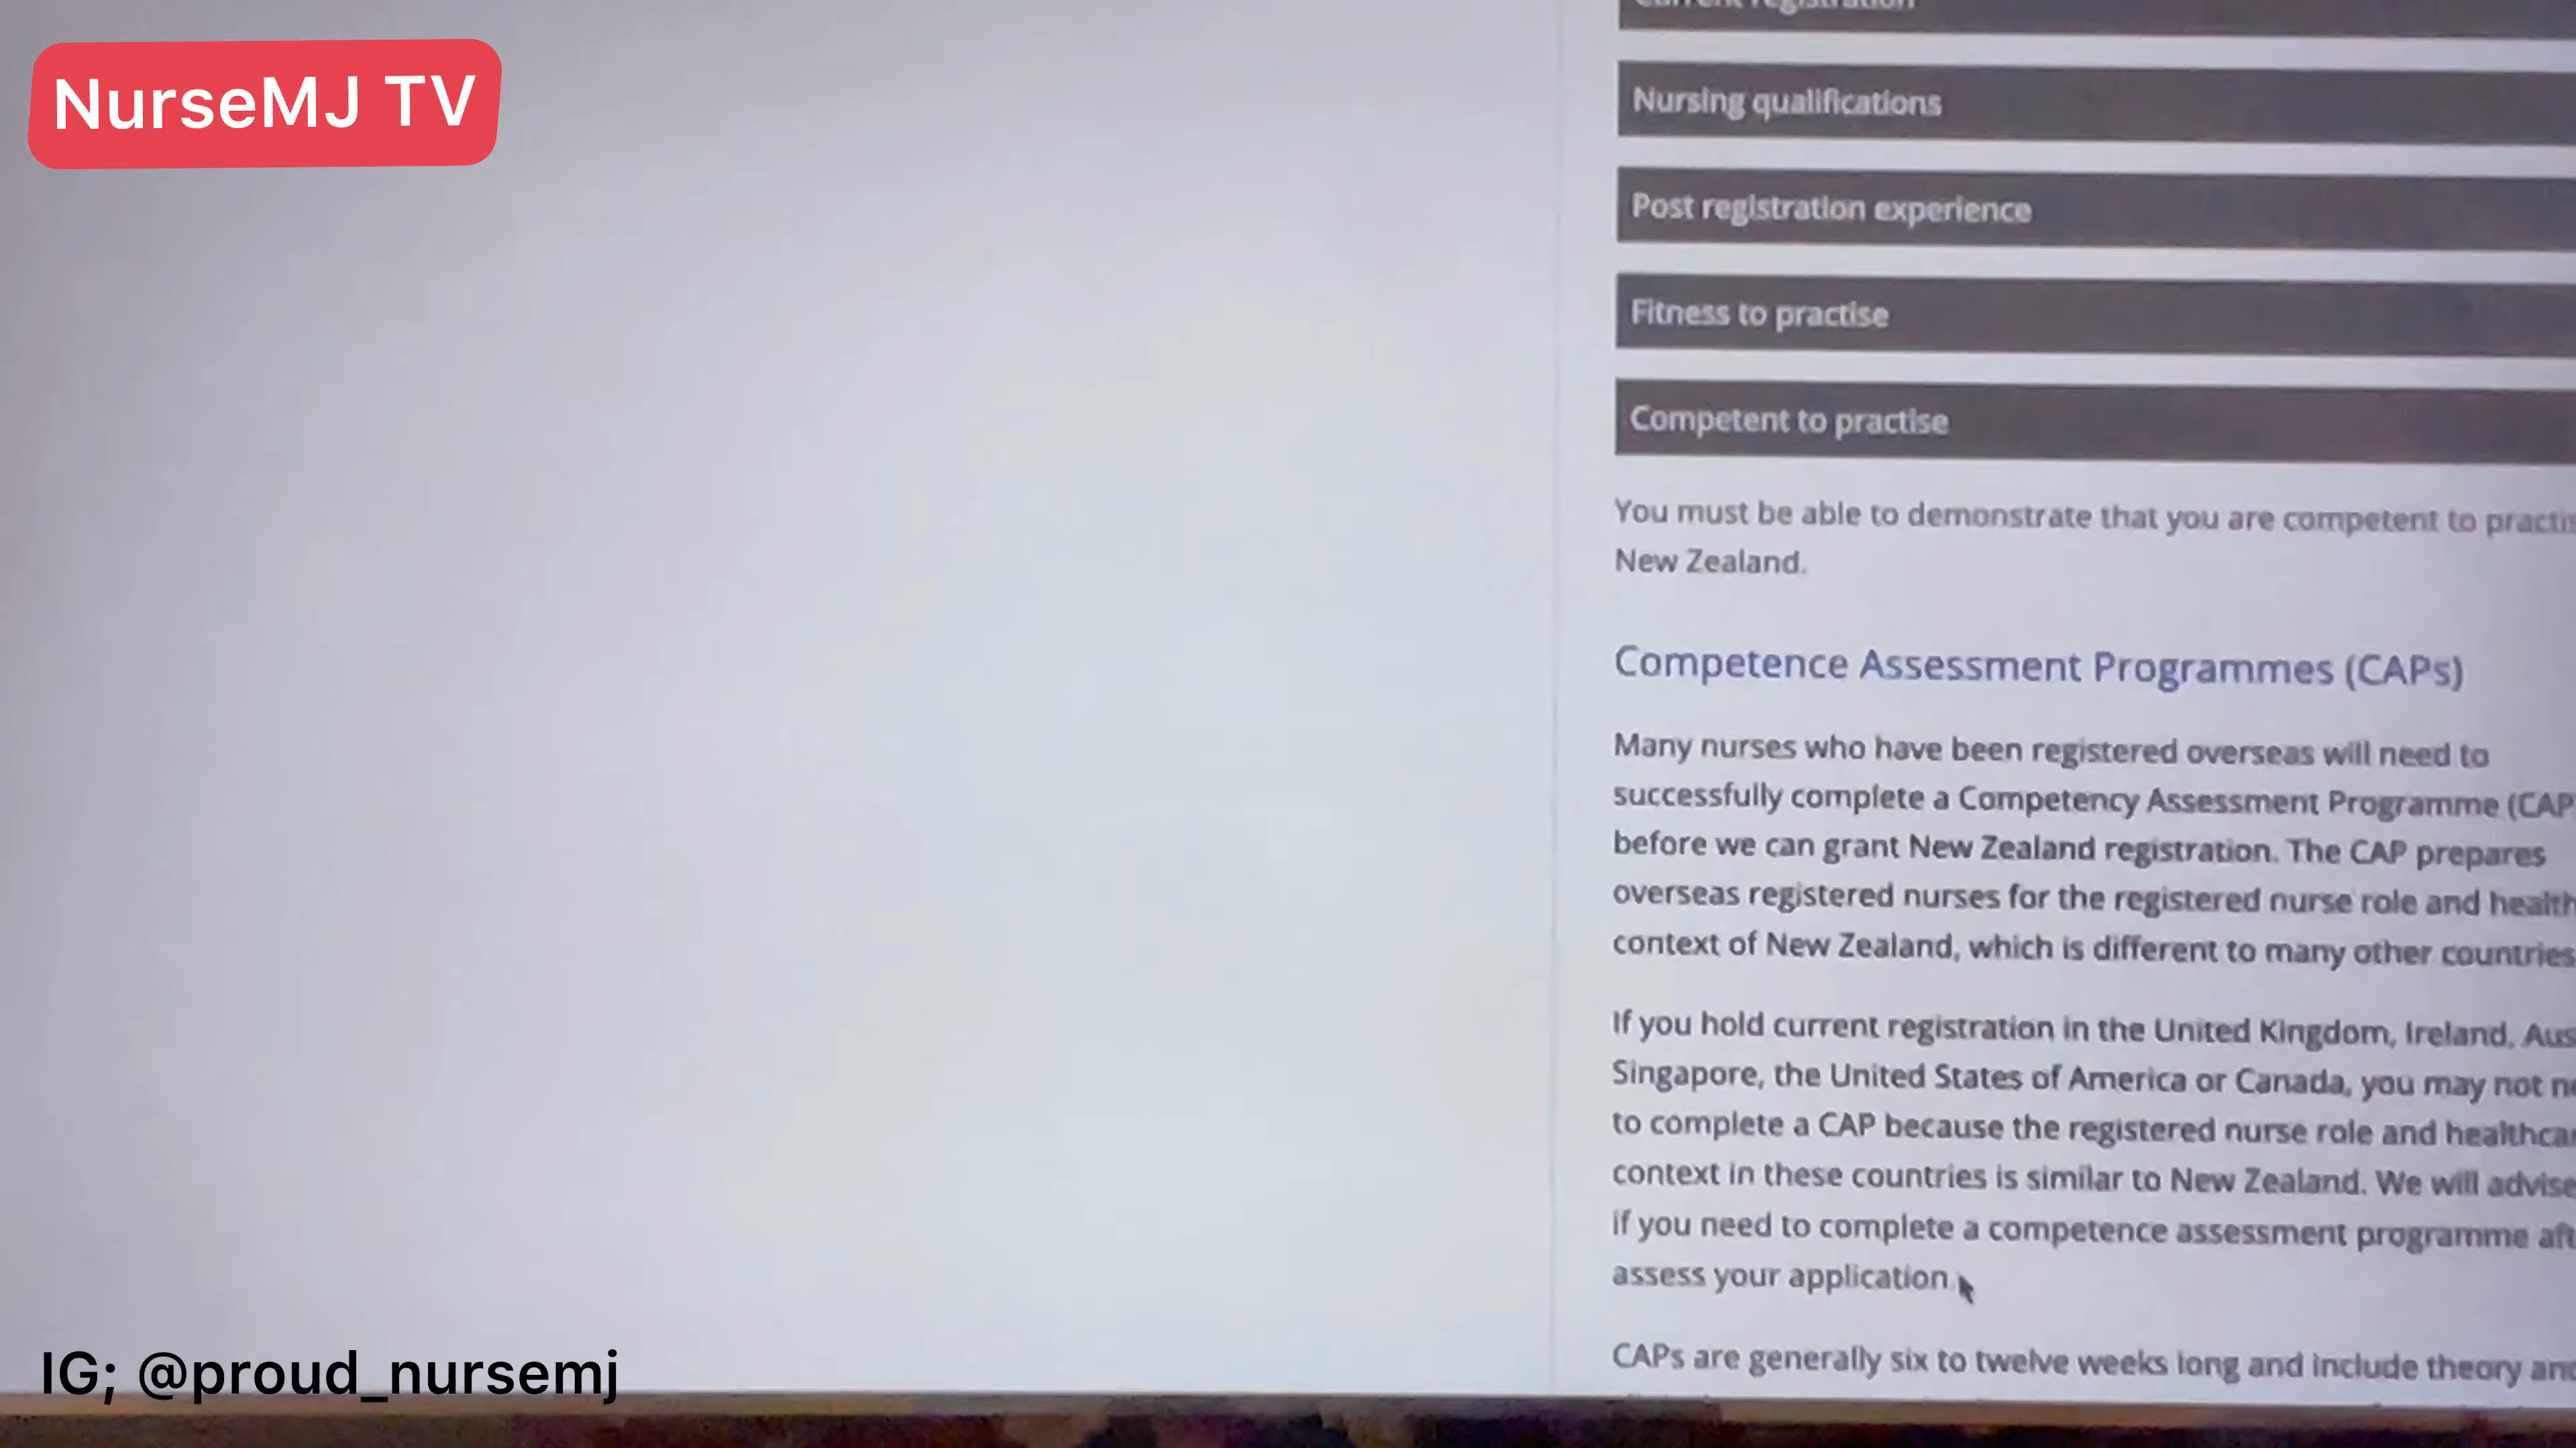 NurseMJ TV
Current registration
Nursing qualifications
Post registration experience
Fitness to practise
Competent to practise
You must be able to demonstrate that you are competent to
New Zealand.
Competence Assessment Programmes (CAPs)
Many nurses who have been registered overseas will need to
successfully complete a Competency Assessment Programme (CAP
before we can grant New Zealand registration. The CAP prepares
overseas registered nurses for the registered nurse role and health
context of New Zealand, which is different to many other countries
If you hold current registration in the United Kingdom, Ireland,
Singapore, the United States of America or Canada, you may not
to complete a CAP because the registered nurse role and
context in these countries is similar to New Zealand. We will advise
if you need to complete a competence assessment programme
assess your application.
CAPs are generally six to twelve weeks long and include theory
IG; @proud_nursemj